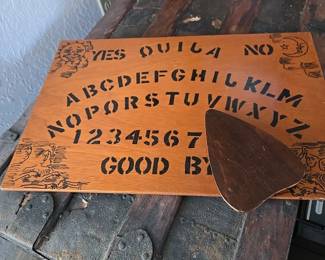 YES OUIJA NO
ABCDEFGHIJKLM
NOPQRSTUVWXYZ
1234567
GOOD BY